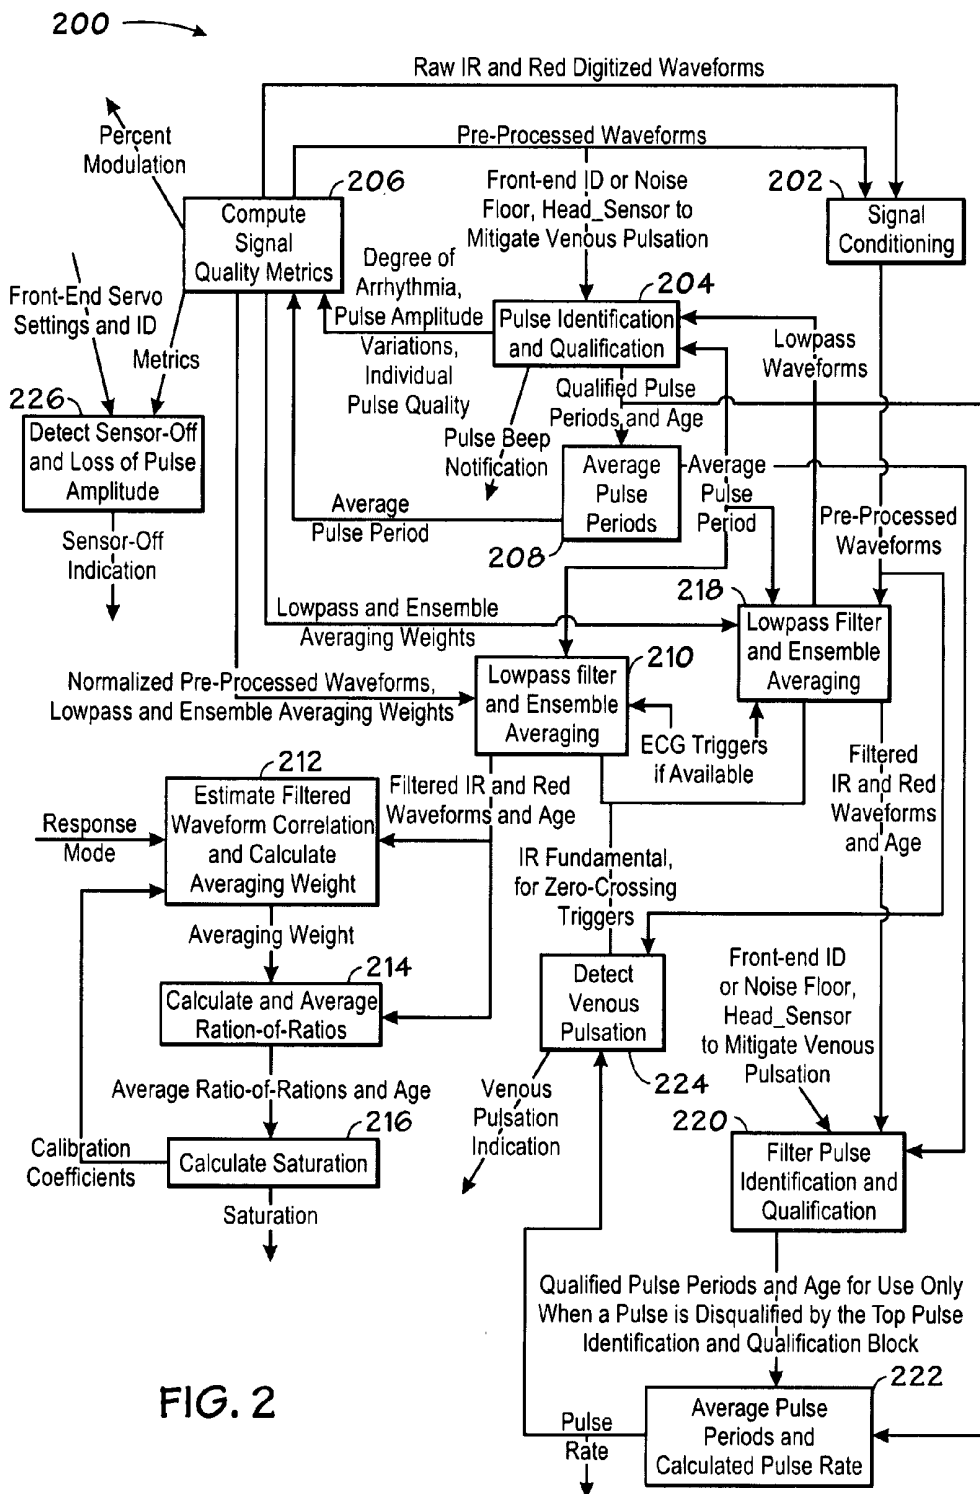 200
Raw IR and Red Digitized Waveforms
Percent
Modulation
Pre-Processed Waveforms
206
Compute
Signal
Quality Metrics
Front-end ID or Noise
Floor, Head_Sensor to
Mitigate Venous Pulsation
202
Signal
Conditioning
Front-End Servo
Settings and ID
Metrics
Degree of
Arrhythmia,
Pulse Amplitude
Variations,
Individual
Pulse Quality
204
Pulse Identification
and Qualification
Lowpass
Waveforms
226
Detect Sensor-Off
and Loss of Pulse
Amplitude
Sensor-Off
Indication
Pulse Beep
Notification
Qualified Pulse
Periods and Age
Average
Pulse
Periods
208
Average
Pulse
Period
Average
Pulse Period
Pre-Processed
Waveforms
218
Lowpass Filter
and Ensemble
Averaging
Lowpass and Ensemble
Averaging Weights
210
Lowpass filter
and Ensemble
Averaging
Normalized Pre-Processed Waveforms,
Lowpass and Ensemble Averaging Weights
ECG Triggers
if Available
212
Estimate Filtered
Waveform Correlation
and Calculate
Averaging Weight
Response
Mode
Filtered IR and Red
Waveforms and Age
Filtered
IR and Red
Waveforms
and Age
IR Fundamental,
for Zero-Crossing
Triggers
Averaging Weight
214
Calculate and Average
Ration-of-Ratios
Detect
Venous
Pulsation
224
Front-end ID
or Noise Floor,
Head_Sensor
to Mitigate Venous
Pulsation
Average Ratio-of-Rations and Age
216
Calculate Saturation
Calibration
Coefficients
Saturation
Venous
Pulsation
Indication
220
Filter Pulse
Identification and
Qualification
Qualified Pulse Periods and Age for Use Only
When a Pulse is Disqualified by the Top Pulse
Identification and Qualification Block
222
Average Pulse
Periods and
Calculated Pulse Rate
Pulse
Rate
FIG. 2